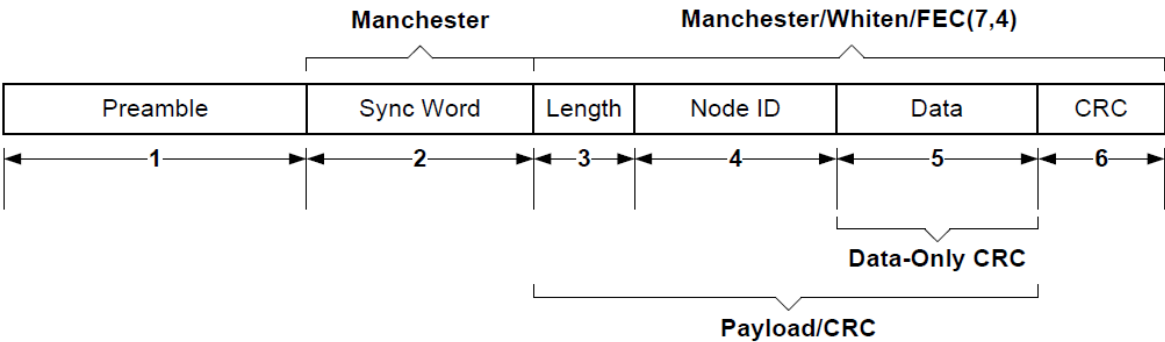 Manchester
Manchester/Whiten/FEC(7,4)
Preamble
Sync Word
Length
Node ID
Data
CRC
1
2
3
4
5
6
Data-Only CRC
Payload/CRC